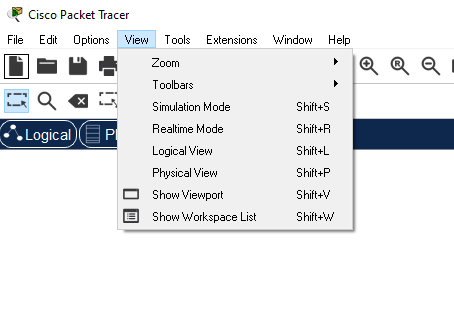 Cisco Packet Tracer
File Edit Options View Tools Extensions Window Help
Zoom
Toolbars
Simulation Mode Shift+S
Realtime Mode Shift+R
Logical View Shift+L
Physical View Shift+P
Show Viewport Shift+V
Show Workspace List Shift+W
Logical